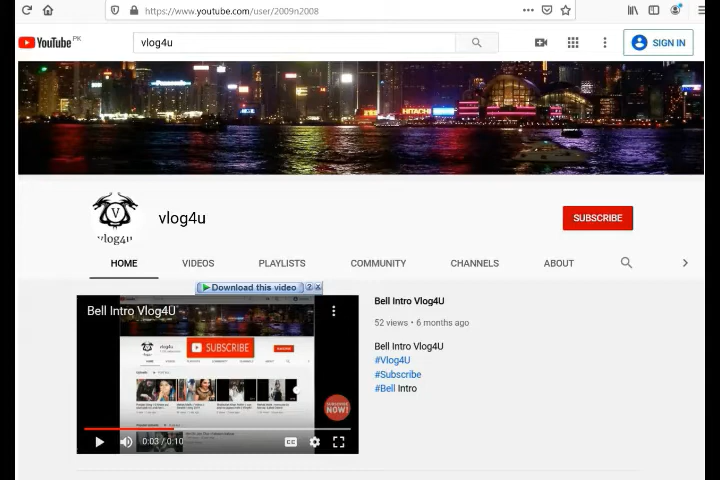 https://www.youtube.com/user/2009n2008
YouTube PK
vlog4u
SIGN IN
HITACHI
V
vlog4u
vlog4u
SUBSCRIBE
HOME VIDEOS PLAYLISTS COMMUNITY CHANNELS ABOUT
Download this video ? x
Bell Intro Vlog4U
SUBSCRIBE
SUBSCRIBE
NOW!
0:03 / 0:10
CC
Bell Intro Vlog4U
52 views • 6 months ago
Bell Intro Vlog4U
#Vlog4U
#Subscribe
#Bell Intro